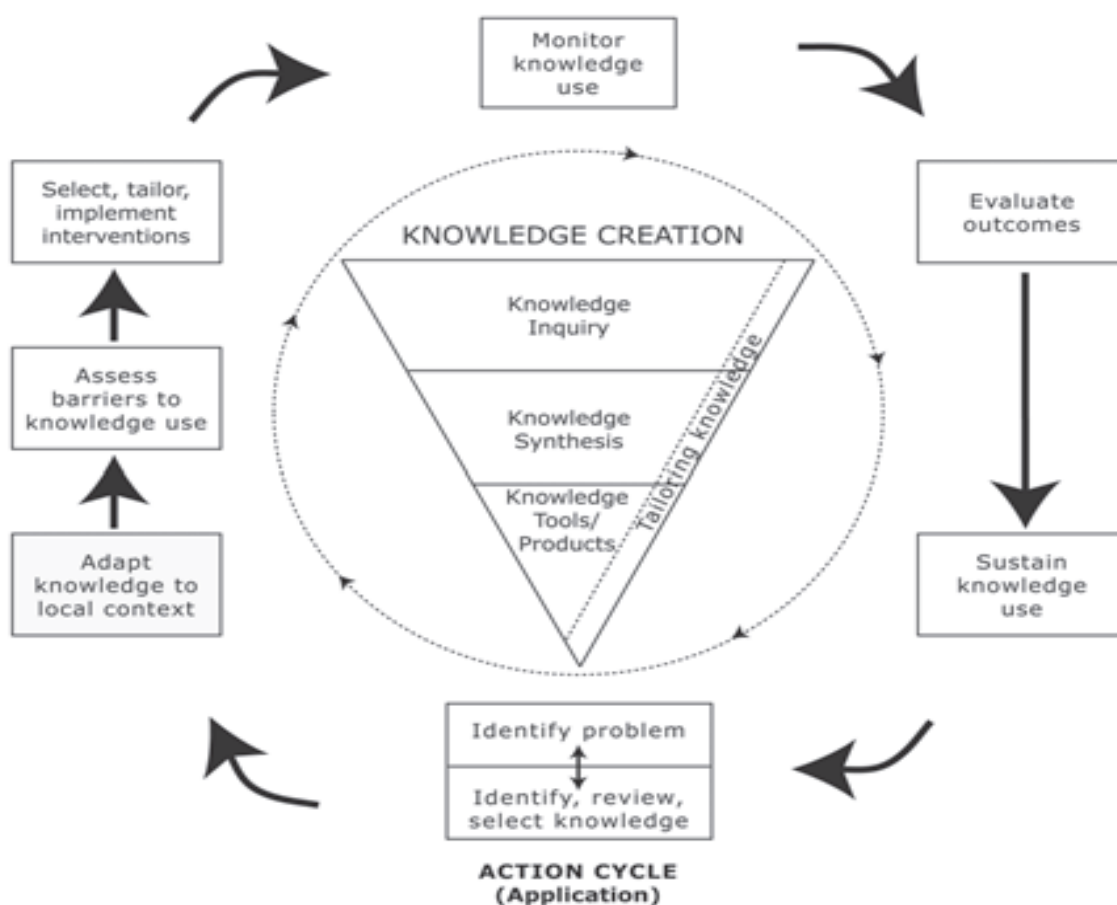 Monitor
knowledge
use
Select, tailor,
implement
interventions
Evaluate
outcomes
KNOWLEDGE CREATION
Knowledge
Inquiry
Assess
barriers to
knowledge use
Knowledge
Synthesis
Tailoring knowledge
Knowledge
Tools/
Products
Adapt
knowledge to
local context
Sustain
knowledge
use
Identify problem
Identify, review,
select knowledge
ACTION CYCLE
(Application)